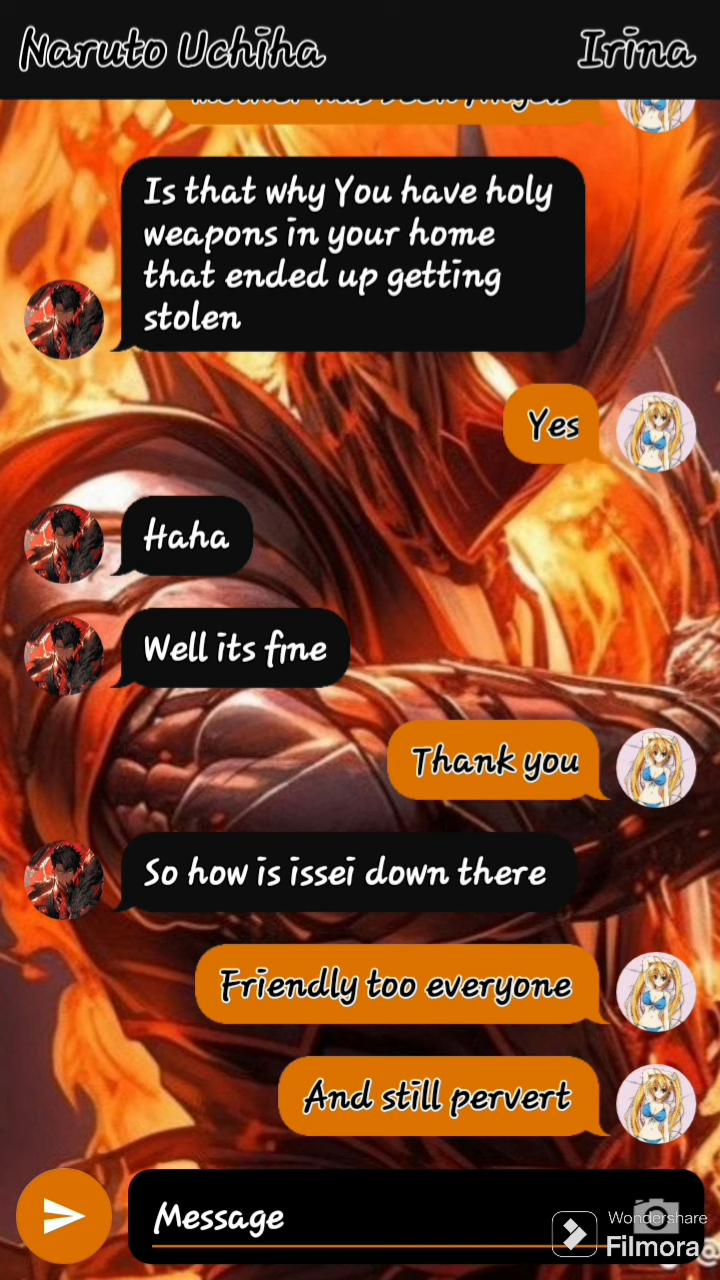 Naruto Uchiha
Irina
Is that why You have holy
weapons in your home
that ended up getting
stolen
Yes
Haha
Well its fine
Thank you
So how is issei down there
Friendly too everyone
And still pervert
Message
Wondershare
Filmora
@